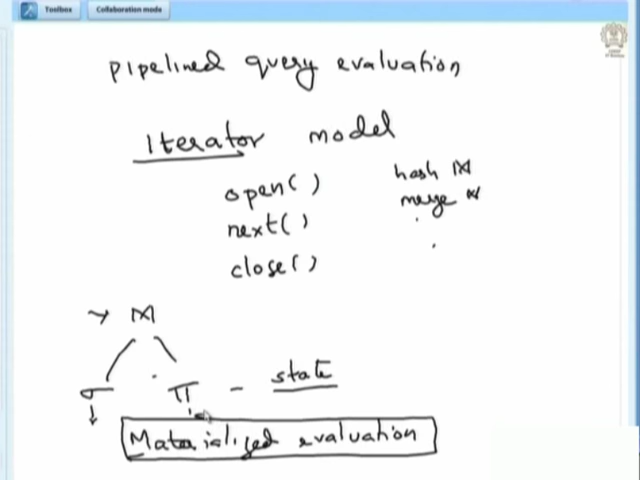 Toolbox Collaboration mode
Pipelined query evaluation
Iterator model
open() hash ⋈
next() merge ⋈
close()
→ ⋈
σ π - state
Materialized evaluation